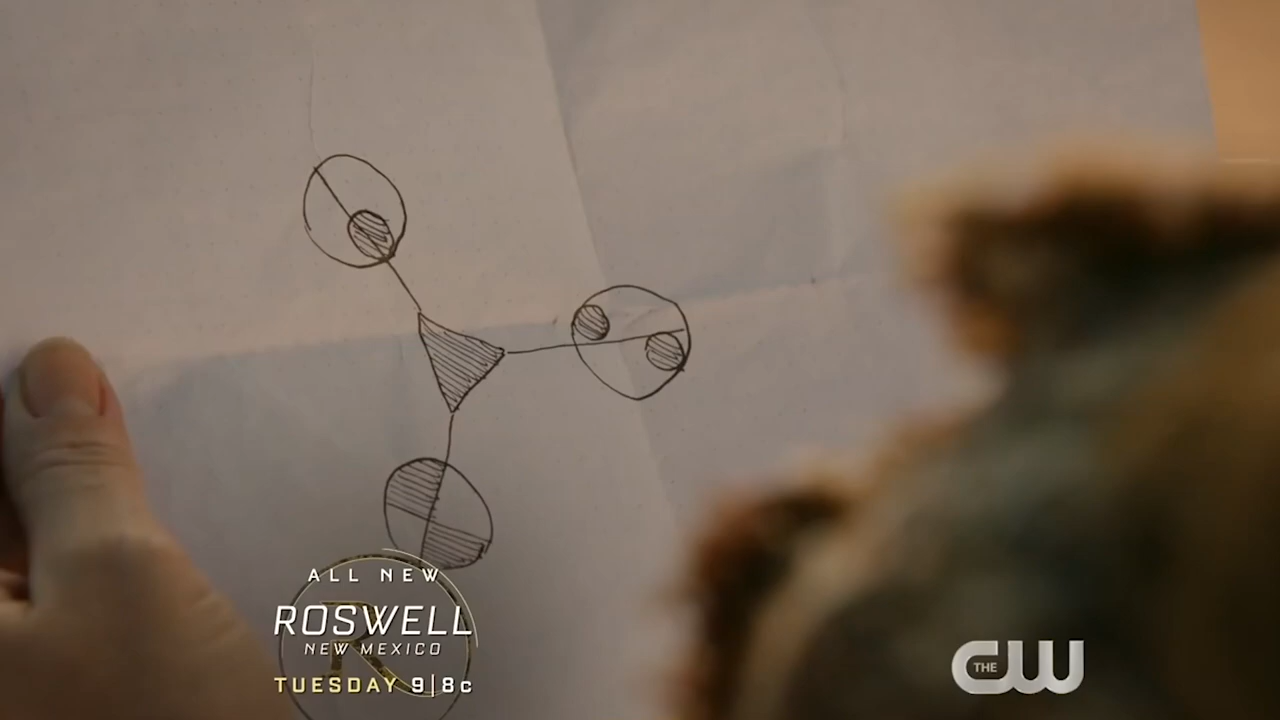 ALL NEW
ROSWELL
NEW MEXICO
TUESDAY 9|8c
THE CW